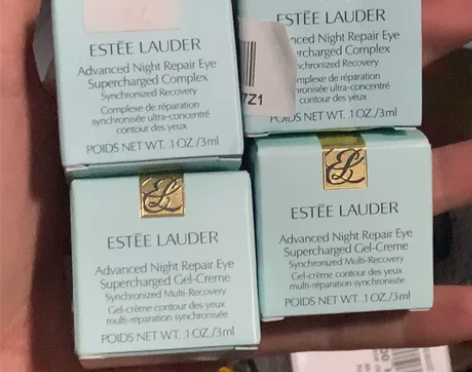 ESTĒE LAUDER
Advanced Night Repair Eye
Supercharged Complex
Synchronized Recovery
Complexe de réparation
synchronisée ultra-concentré
contour des yeux
POIDS NET WT. .1 OZ./3ml
ESTÉE LAUDER
nced Night Repair Eye
ercharged Complex
chronized Recovery
mplexe de réparation
onisée ultra-concentré
contour des yeux
POIDS NET WT. .1 OZ./3ml
7Z1
ESTĒE LAUDER
Advanced Night Repair Eye
Supercharged Gel-Creme
Synchronized Multi-Recovery
Gel-crème contour des yeux
multi-réparation synchronisée
POIDS NET WT. .1 OZ./3ml
ESTĒE LAUDER
Advanced Night Repair Eye
Supercharged Gel-Creme
Synchronized Multi-Recovery
Gel-crème contour des yeux
multi-réparation synchronisée
POIDS NET WT. .1 OZ./3ml